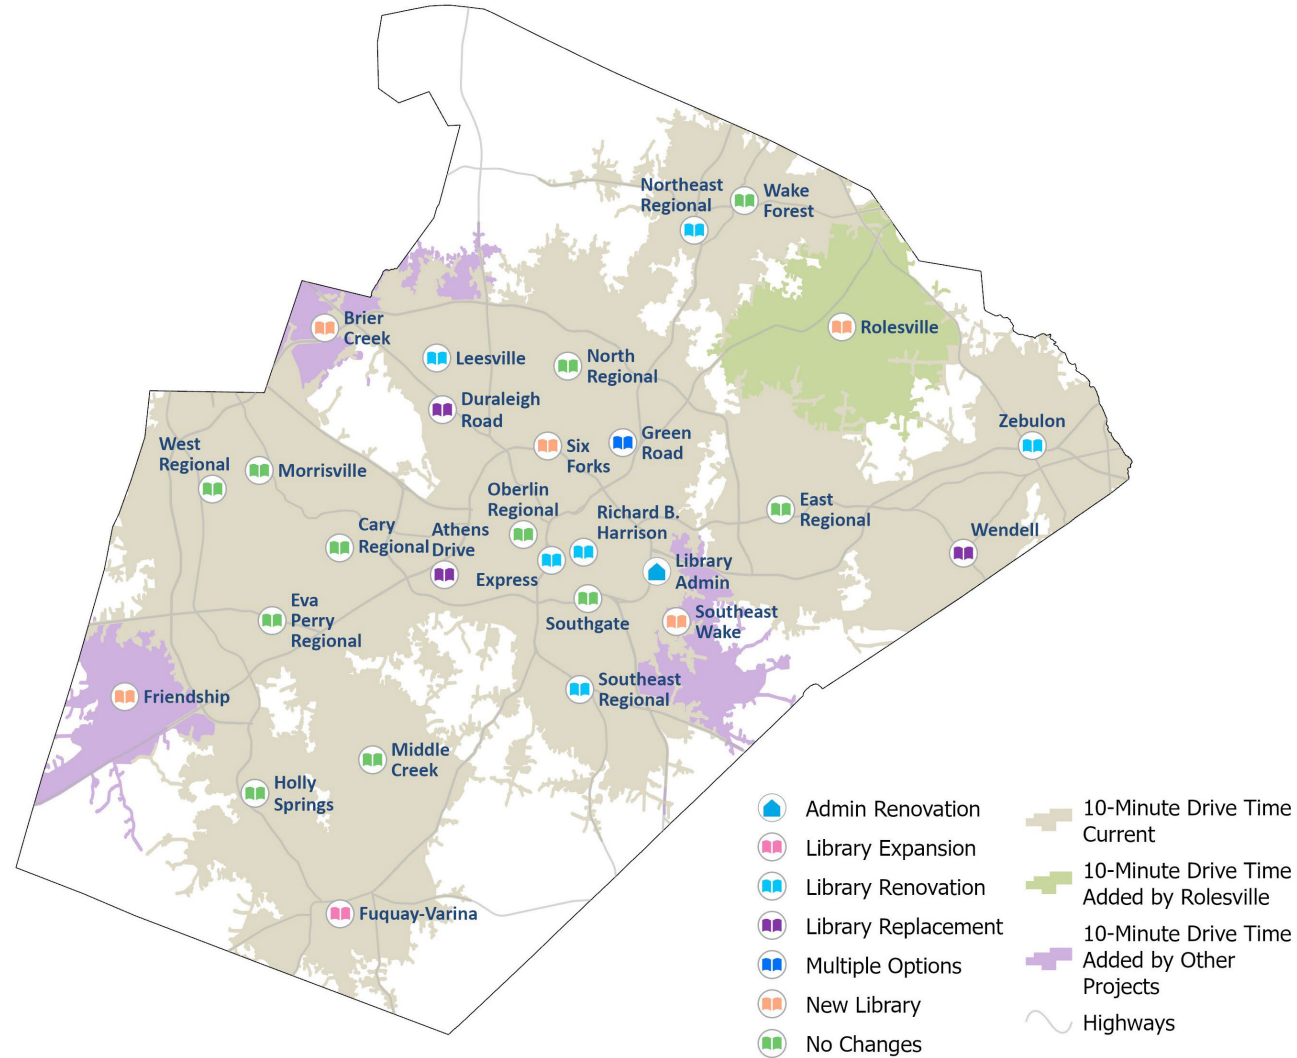 Northeast
Regional
Wake
Forest
Brier
Creek
Rolesville
Leesville
North
Regional
Duraleigh
Road
Zebulon
Green
Road
Six
Forks
West
Regional
Morrisville
Oberlin
Regional
East
Regional
Richard B.
Harrison
Cary
Regional
Athens
Drive
Wendell
Express
Library
Admin
Eva
Perry
Regional
Southgate
Southeast
Wake
Friendship
Southeast
Regional
Middle
Creek
Holly
Springs
Fuquay-Varina
Admin Renovation
Library Expansion
Library Renovation
Library Replacement
Multiple Options
New Library
No Changes
10-Minute Drive Time
Current
10-Minute Drive Time
Added by Rolesville
10-Minute Drive Time
Added by Other
Projects
Highways